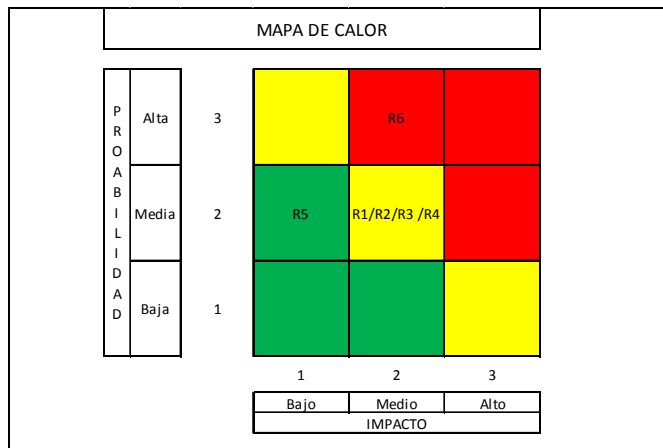 MAPA DE CALOR
PROABILIDAD
Alta 3 R6
Media 2 R5 R1/R2/R3 /R4
Baja 1
1 2 3
Bajo Medio Alto
IMPACTO